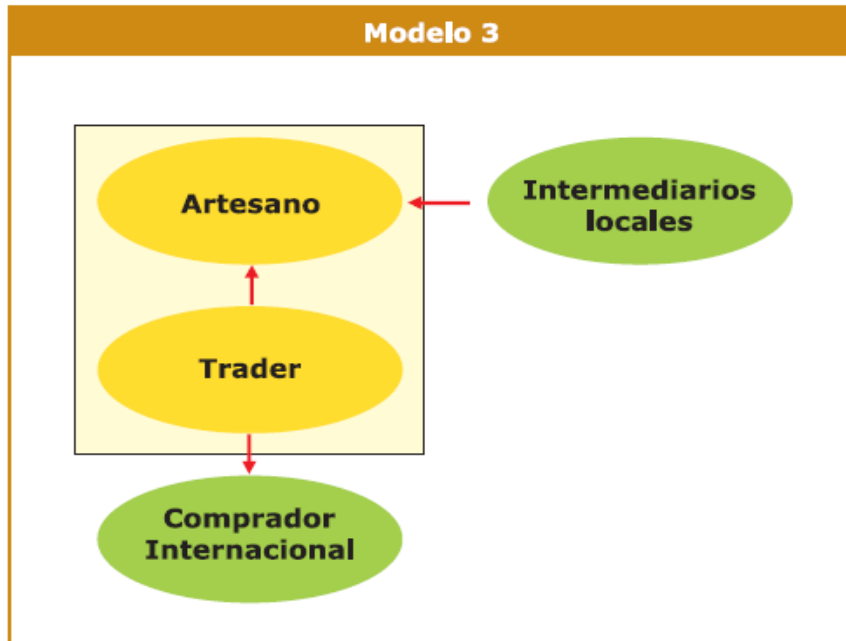 Modelo 3
Artesano
Intermediarios
locales
Trader
Comprador
Internacional